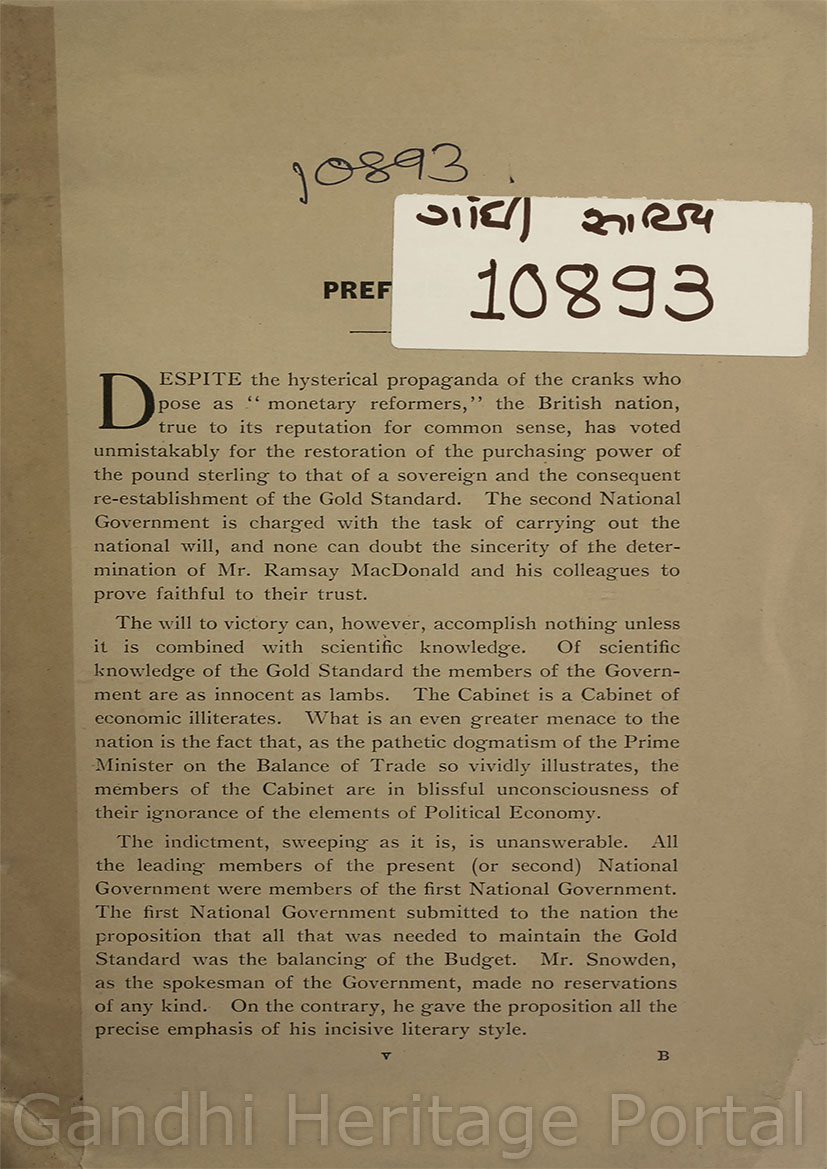 10893
ગાંધી સાહિત્ય
10893
PREF
DESPITE the hysterical propaganda of the cranks who
pose as “ monetary reformers,” the British nation,
true to its reputation for common sense, has voted
unmistakably for the restoration of the purchasing power of
the pound sterling to that of a sovereign and the consequent
re-establishment of the Gold Standard. The second National
Government is charged with the task of carrying out the
national will, and none can doubt the sincerity of the deter-
mination of Mr. Ramsay MacDonald and his colleagues to
prove faithful to their trust.
The will to victory can, however, accomplish nothing unless
it is combined with scientific knowledge. Of scientific
knowledge of the Gold Standard the members of the Govern-
ment are as innocent as lambs. The Cabinet is a Cabinet of
economic illiterates. What is an even greater menace to the
nation is the fact that, as the pathetic dogmatism of the Prime
Minister on the Balance of Trade so vividly illustrates, the
members of the Cabinet are in blissful unconsciousness of
their ignorance of the elements of Political Economy.
The indictment, sweeping as it is, is unanswerable. All
the leading members of the present (or second) National
Government were members of the first National Government.
The first National Government submitted to the nation the
proposition that all that was needed to maintain the Gold
Standard was the balancing of the Budget. Mr. Snowden,
as the spokesman of the Government, made no reservations
of any kind. On the contrary, he gave the proposition all the
precise emphasis of his incisive literary style.
v B
Gandhi Heritage Portal